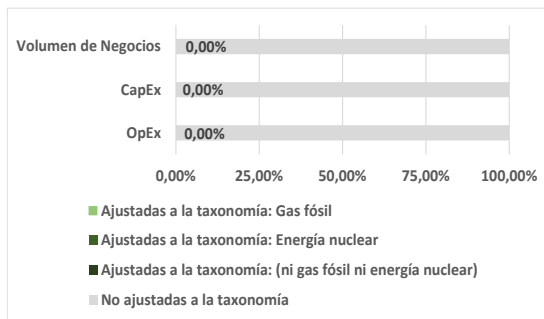 Volumen de Negocios 0,00%
CapEx 0,00%
OpEx 0,00%
0,00% 25,00% 50,00% 75,00% 100,00%
Ajustadas a la taxonomía: Gas fósil
Ajustadas a la taxonomía: Energía nuclear
Ajustadas a la taxonomía: (ni gas fósil ni energía nuclear)
No ajustadas a la taxonomía